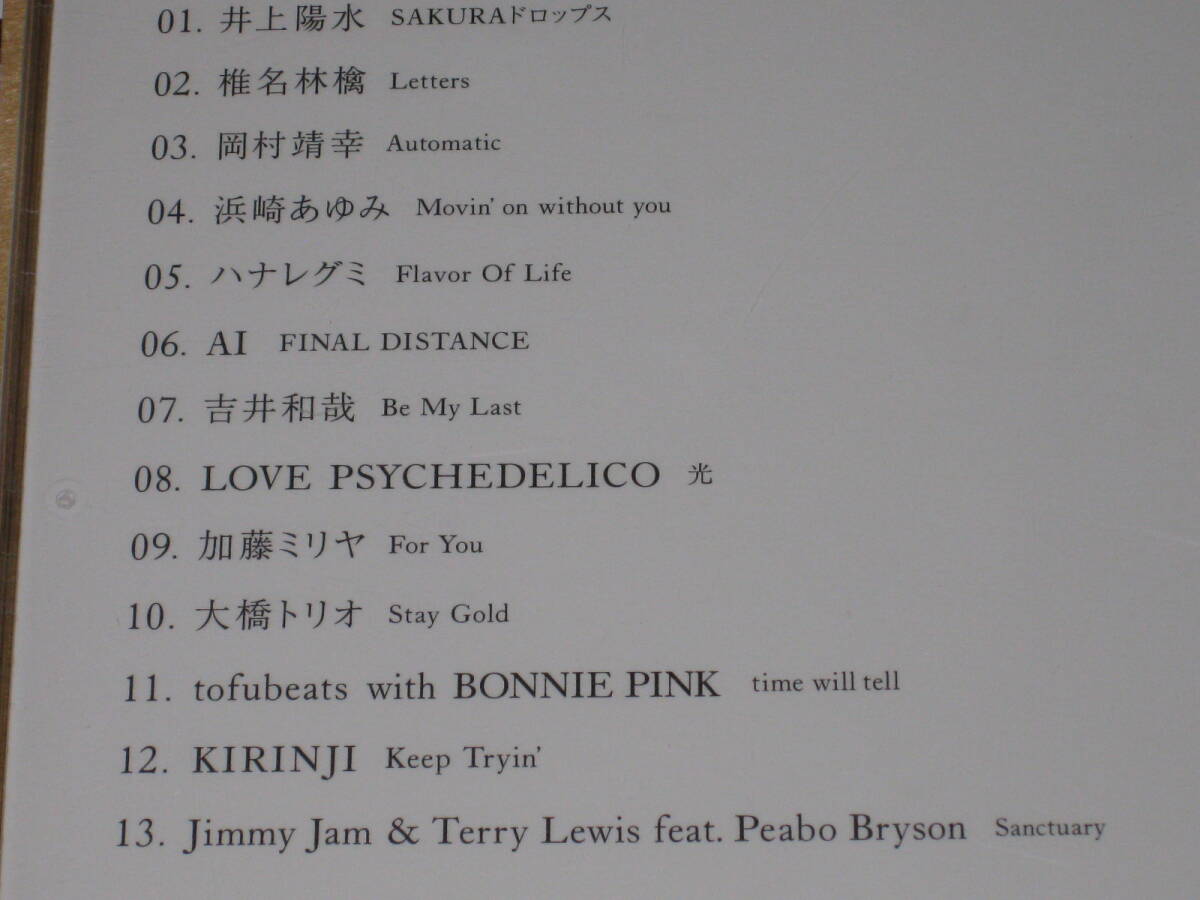 01. 井上陽水 SAKURAドロップス
02. 椎名林檎 Letters
03. 岡村靖幸 Automatic
04. 浜崎あゆみ Movin' on without you
05. ハナレグミ Flavor Of Life
06. AI FINAL DISTANCE
07. 吉井和哉 Be My Last
08. LOVE PSYCHEDELICO 光
09. 加藤ミリヤ For You
10. 大橋トリオ Stay Gold
11. tofubeats with BONNIE PINK time will tell
12. KIRINJI Keep Tryin'
13. Jimmy Jam & Terry Lewis feat. Peabo Bryson Sanctuary